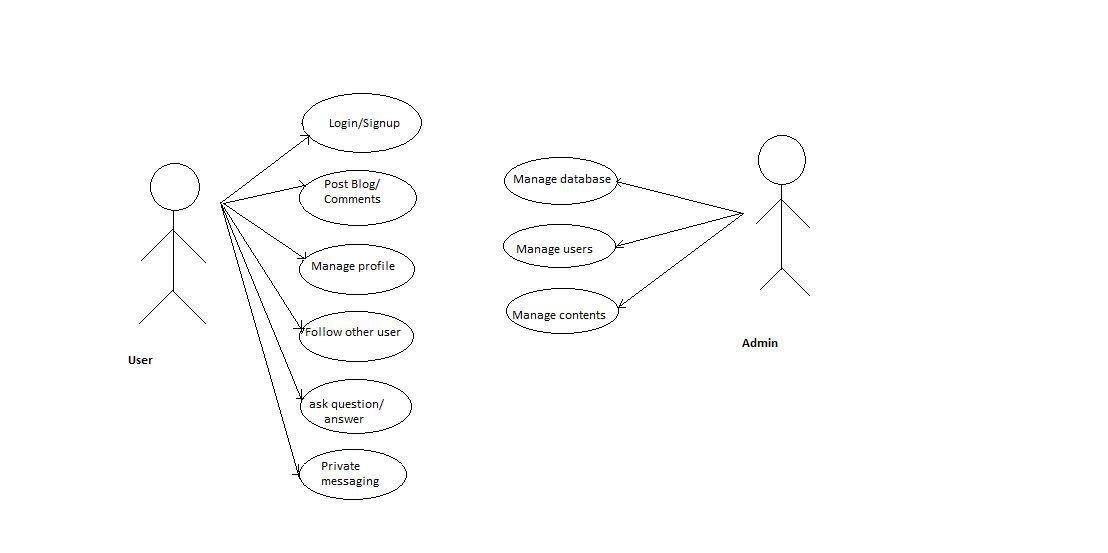 Login/Signup
Post Blog/
Comments
Manage profile
Follow other user
ask question/
answer
Private
messaging
User
Manage database
Manage users
Manage contents
Admin